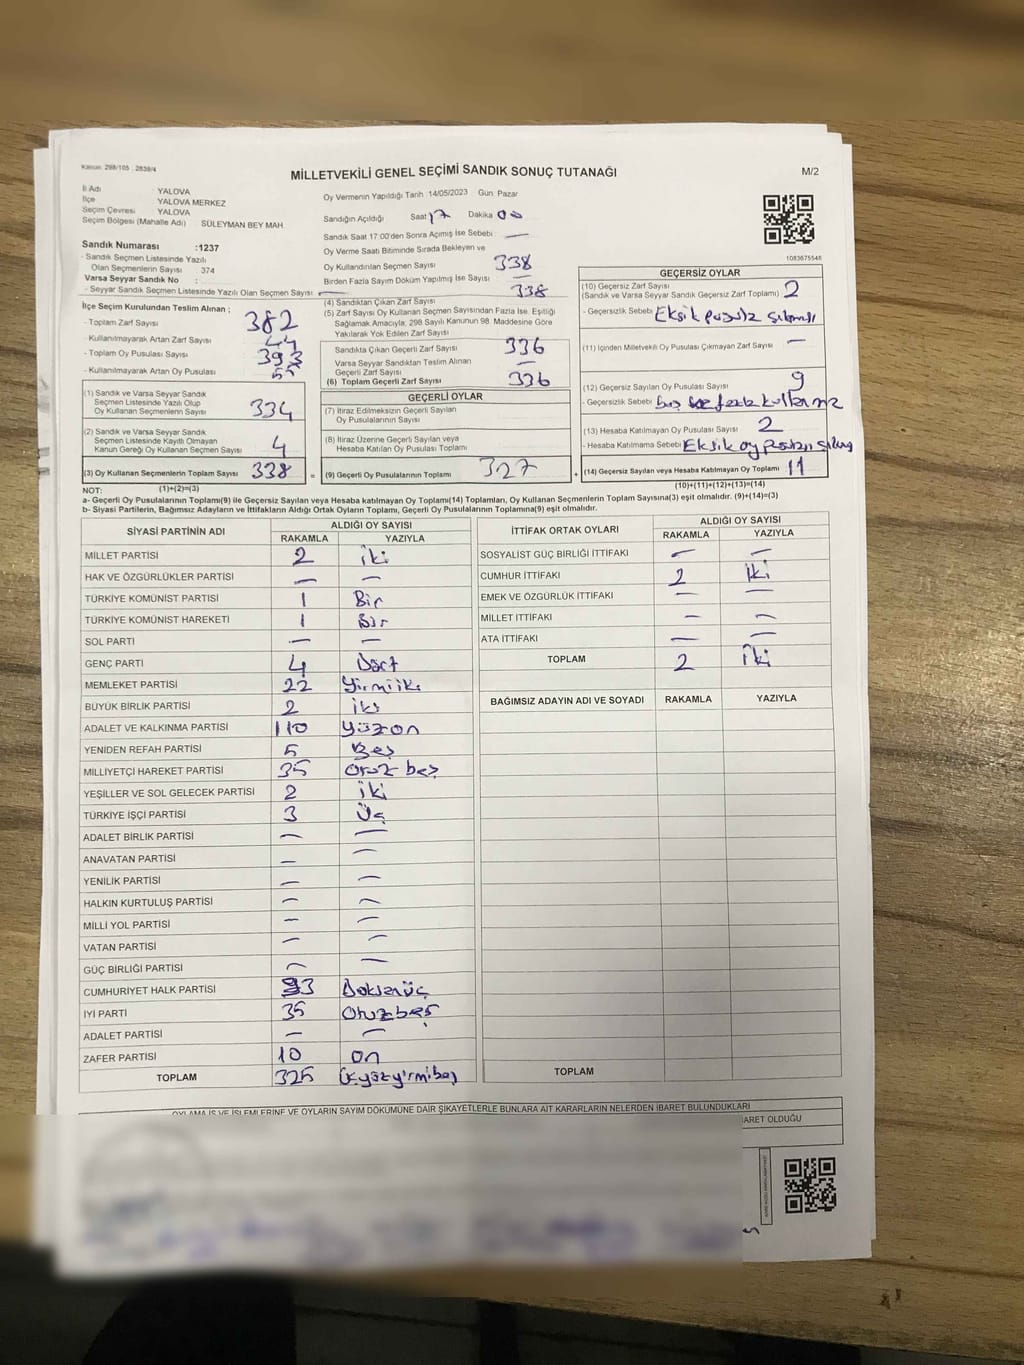 Kanun: 298/105 : 2839/4
MİLLETVEKİLİ GENEL SEÇİMİ SANDIK SONUÇ TUTANAĞI
M/2
İl Adı YALOVA
İlçe YALOVA MERKEZ
Seçim Çevresi YALOVA
Seçim Bölgesi (Mahalle Adı) SÜLEYMAN BEY MAH.
Oy Vermenin Yapıldığı Tarih :14/05/2023 Gün: Pazar
Sandığın Açıldığı Saat 17 Dakika 00
Sandık Saat 17:00'den Sonra Açılmış İse Sebebi —
Oy Verme Saati Bitiminde Sırada Bekleyen ve
Oy Kullandırılan Seçmen Sayısı 338
Birden Fazla Sayım Döküm Yapılmış İse Sayısı —
1083675546
Sandık Numarası :1237
- Sandık Seçmen Listesinde Yazılı
Olan Seçmenlerin Sayısı : 374
Varsa Seyyar Sandık No :
- Seyyar Sandık Seçmen Listesinde Yazılı Olan Seçmen Sayısı: —
İlçe Seçim Kurulundan Teslim Alınan ;
- Toplam Zarf Sayısı 382
- Kullanılmayarak Artan Zarf Sayısı 44
- Toplam Oy Pusulası Sayısı 393
- Kullanılmayarak Artan Oy Pusulası 55
(1) Sandık ve Varsa Seyyar Sandık
Seçmen Listesinde Yazılı Olup
Oy Kullanan Seçmenlerin Sayısı 334
(2) Sandık ve Varsa Seyyar Sandık
Seçmen Listesinde Kayıtlı Olmayan
Kanun Gereği Oy Kullanan Seçmen Sayısı 4
(3) Oy Kullanan Seçmenlerin Toplam Sayısı 338
(1)+(2)=(3)
(4) Sandıktan Çıkan Zarf Sayısı 338
(5) Zarf Sayısı Oy Kullanan Seçmen Sayısından Fazla İse, Eşitliği
Sağlamak Amacıyla, 298 Sayılı Kanunun 98. Maddesine Göre
Yakılarak Yok Edilen Zarf Sayısı
Sandıkta Çıkan Geçerli Zarf Sayısı 336
Varsa Seyyar Sandıktan Teslim Alınan
Geçerli Zarf Sayısı —
(6) Toplam Geçerli Zarf Sayısı 336
GEÇERLİ OYLAR
(7) İtiraz Edilmeksizin Geçerli Sayılan
Oy Pusulalarının Sayısı
(8) İtiraz Üzerine Geçerli Sayılan veya
Hesaba Katılan Oy Pusulası Toplamı
= (9) Geçerli Oy Pusulalarının Toplamı 327
GEÇERSİZ OYLAR
(10) Geçersiz Zarf Sayısı 2
(Sandık ve Varsa Seyyar Sandık Geçersiz Zarf Toplamı)
- Geçersizlik Sebebi Eksik pusula
(11) İçinden Milletvekili Oy Pusulası Çıkmayan Zarf Sayısı —
(12) Geçersiz Sayılan Oy Pusulası Sayısı 9
- Geçersizlik Sebebi boş fazla
(13) Hesaba Katılmayan Oy Pusulası Sayısı 2
- Hesaba Katılmama Sebebi Eksik oy pusulası
+ (14) Geçersiz Sayılan veya Hesaba Katılmayan Oy Toplamı 11
(10)+(11)+(12)+(13)=(14)
NOT:
a- Geçerli Oy Pusulalarının Toplamı(9) ile Geçersiz Sayılan veya Hesaba katılmayan Oy Toplamı(14) Toplamları, Oy Kullanan Seçmenlerin Toplam Sayısına(3) eşit olmalıdır. (9)+(14)=(3)
b- Siyasi Partilerin, Bağımsız Adayların ve İttifakların Aldığı Ortak Oyların Toplamı, Geçerli Oy Pusulalarının Toplamına(9) eşit olmalıdır.
SİYASİ PARTİNİN ADI
ALDIĞI OY SAYISI
RAKAMLA YAZIYLA
MİLLET PARTİSİ 2 iki
HAK VE ÖZGÜRLÜKLER PARTİSİ — —
TÜRKİYE KOMÜNİST PARTİSİ 1 Bir
TÜRKİYE KOMÜNİST HAREKETİ 1 Bir
SOL PARTİ — —
GENÇ PARTİ 4 Dört
MEMLEKET PARTİSİ 22 Yirmiiki
BÜYÜK BİRLİK PARTİSİ 2 iki
ADALET VE KALKINMA PARTİSİ 110 Yüzon
YENİDEN REFAH PARTİSİ 5 Beş
MİLLİYETÇİ HAREKET PARTİSİ 35 Otuz beş
YEŞİLLER VE SOL GELECEK PARTİSİ 2 iki
TÜRKİYE İŞÇİ PARTİSİ 3 Üç
ADALET BİRLİK PARTİSİ — —
ANAVATAN PARTİSİ — —
YENİLİK PARTİSİ — —
HALKIN KURTULUŞ PARTİSİ — —
MİLLİ YOL PARTİSİ — —
VATAN PARTİSİ — —
GÜÇ BİRLİĞİ PARTİSİ — —
CUMHURİYET HALK PARTİSİ 93 Doksanüç
İYİ PARTİ 35 Otuzbeş
ADALET PARTİSİ — —
ZAFER PARTİSİ 10 on
TOPLAM 325
İTTİFAK ORTAK OYLARI
ALDIĞI OY SAYISI
RAKAMLA YAZIYLA
SOSYALİST GÜÇ BİRLİĞİ İTTİFAKI — —
CUMHUR İTTİFAKI 2 iki
EMEK VE ÖZGÜRLÜK İTTİFAKI — —
MİLLET İTTİFAKI — —
ATA İTTİFAKI — —
TOPLAM 2 iki
BAĞIMSIZ ADAYIN ADI VE SOYADI RAKAMLA YAZIYLA
TOPLAM
OYLAMA İŞ VE İŞLEMLERİNE VE OYLARIN SAYIM DÖKÜMÜNE DAİR ŞİKAYETLERLE BUNLARA AİT KARARLARIN NELERDEN İBARET BULUNDUKLARI
İBARET OLDUĞU